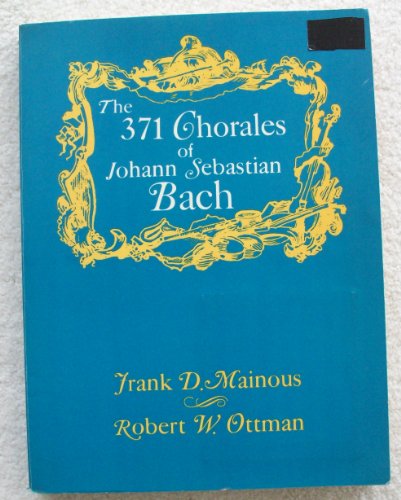 The
371 Chorales
of
Johann Sebastian
Bach
Frank D. Mainous
Robert W. Ottman